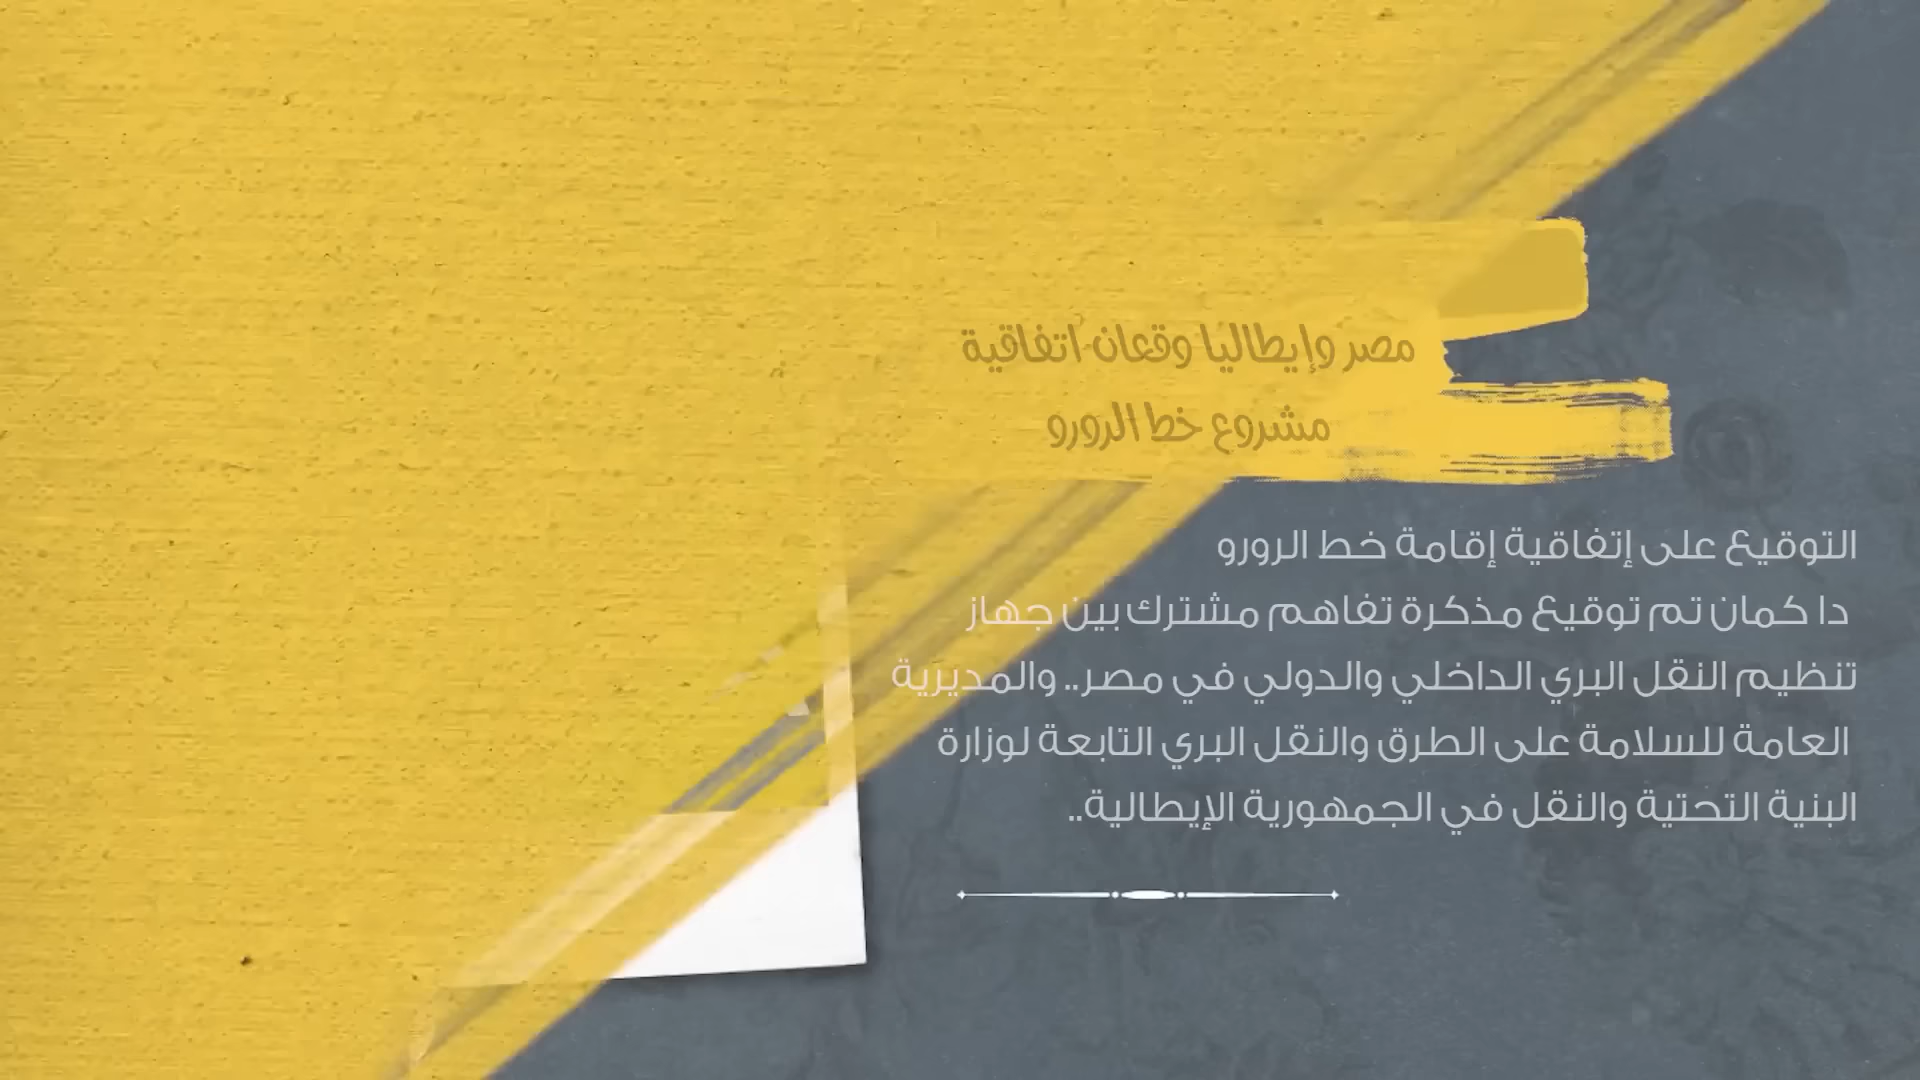 مصر وإيطاليا وقعان اتفاقية
مشروع خط الرورو
التوقيع على إتفاقية إقامة خط الرورو
دا كمان تم توقيع مذكرة تفاهم مشترك بين جهاز
تنظيم النقل البري الداخلي والدولي في مصر.. والمديرية
العامة للسلامة على الطرق والنقل البري التابعة لوزارة
البنية التحتية والنقل في الجمهورية الإيطالية..